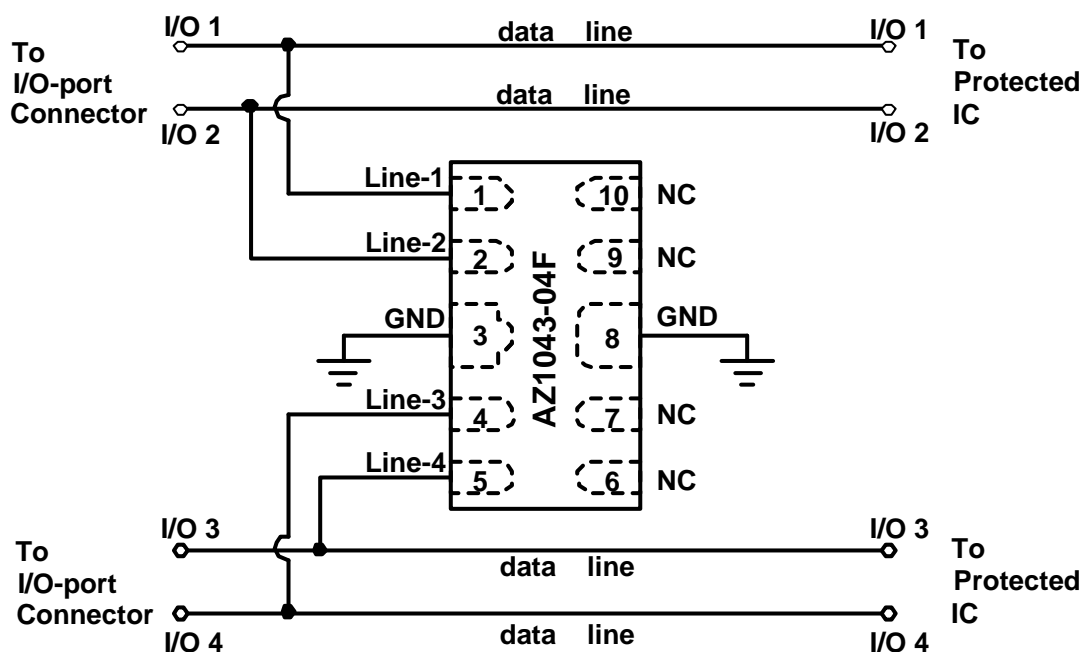 I/O 1
data line
I/O 1
To
I/O-port
Connector
To
Protected
IC
data line
I/O 2
I/O 2
Line-1
1
10
NC
Line-2
2
9
NC
GND
3
AZ1043-04F
8
GND
Line-3
4
7
NC
Line-4
5
6
NC
I/O 3
I/O 3
To
I/O-port
Connector
data line
To
Protected
IC
I/O 4
data line
I/O 4